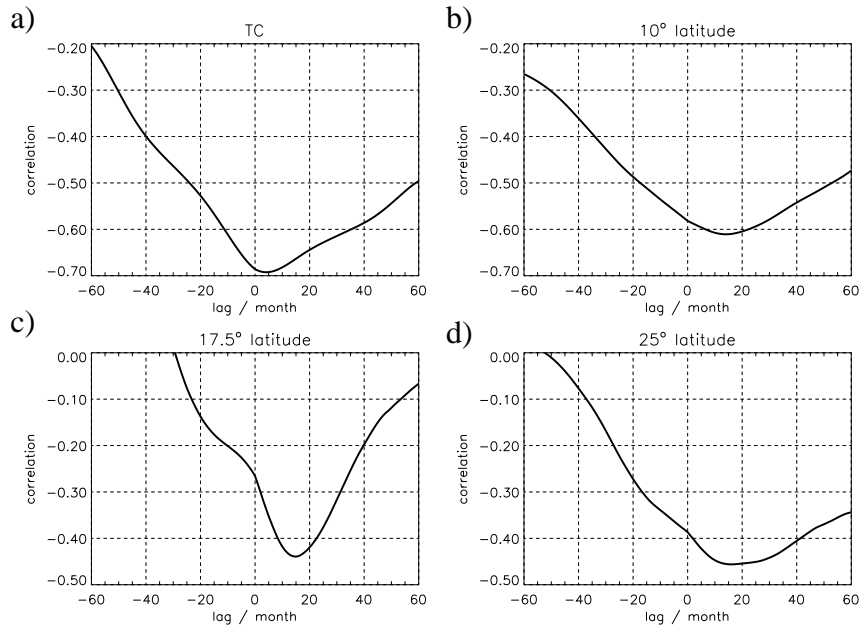 a)
TC
−0.20
−0.30
−0.40
−0.50
−0.60
−0.70
correlation
−60 −40 −20 0 20 40 60
lag / month
b)
10° latitude
−0.20
−0.30
−0.40
−0.50
−0.60
−0.70
correlation
−60 −40 −20 0 20 40 60
lag / month
c)
17.5° latitude
0.00
−0.10
−0.20
−0.30
−0.40
−0.50
correlation
−60 −40 −20 0 20 40 60
lag / month
d)
25° latitude
0.00
−0.10
−0.20
−0.30
−0.40
−0.50
correlation
−60 −40 −20 0 20 40 60
lag / month